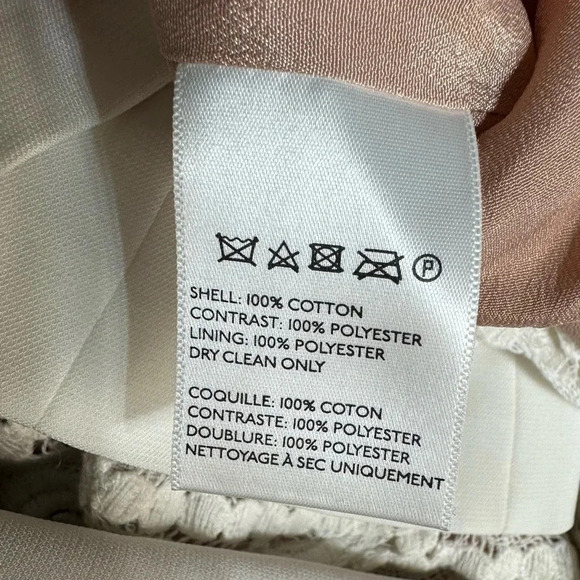 P
SHELL: 100% COTTON
CONTRAST: 100% POLYESTER
LINING: 100% POLYESTER
DRY CLEAN ONLY
COQUILLE: 100% COTON
CONTRASTE: 100% POLYESTER
DOUBLURE: 100% POLYESTER
NETTOYAGE À SEC UNIQUEMENT